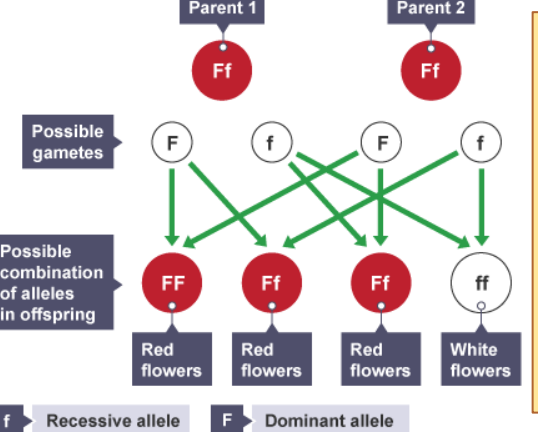 Parent 1
Parent 2
Ff
Ff
Possible
gametes
F
f
F
f
Possible
combination
of alleles
in offspring
FF
Ff
Ff
ff
Red
flowers
Red
flowers
Red
flowers
White
flowers
f
Recessive allele
F
Dominant allele